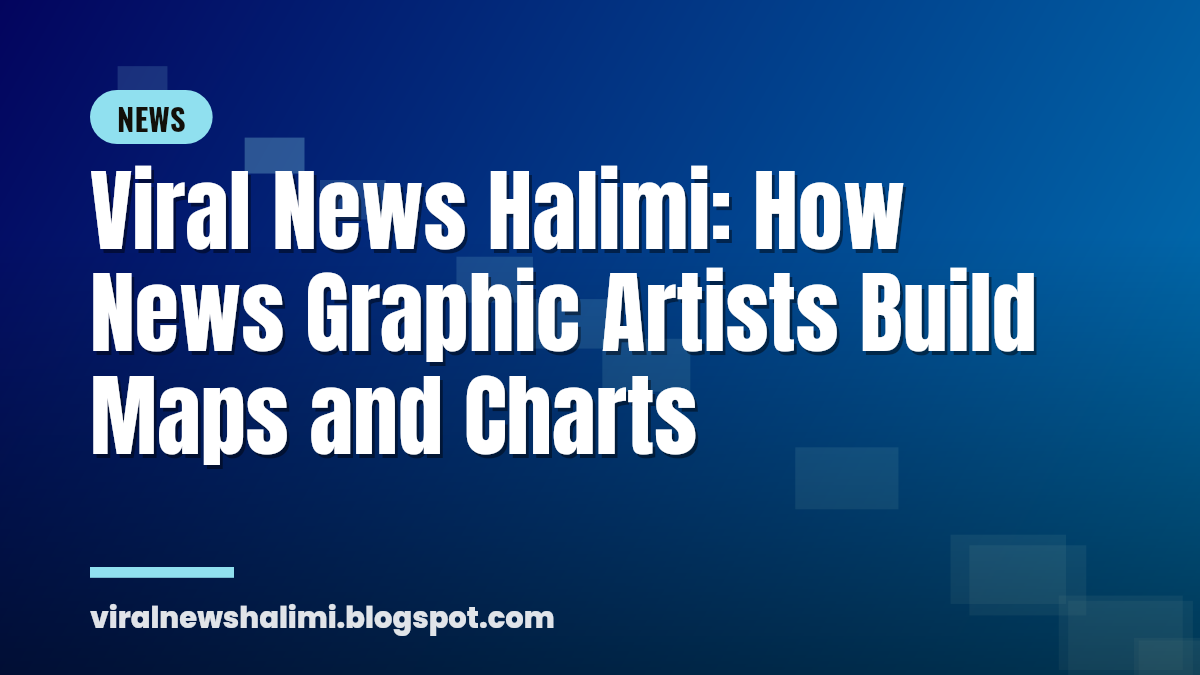 NEWS
Viral News Halimi: How
News Graphic Artists Build
Maps and Charts
viralnewshalimi.blogspot.com